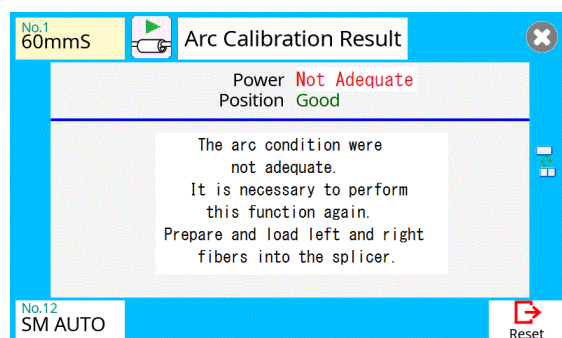 No.1
60mmS
Arc Calibration Result
Power Not Adequate
Position Good
The arc condition were
not adequate.
It is necessary to perform
this function again.
Prepare and load left and right
fibers into the splicer.
No.12
SM AUTO
Reset